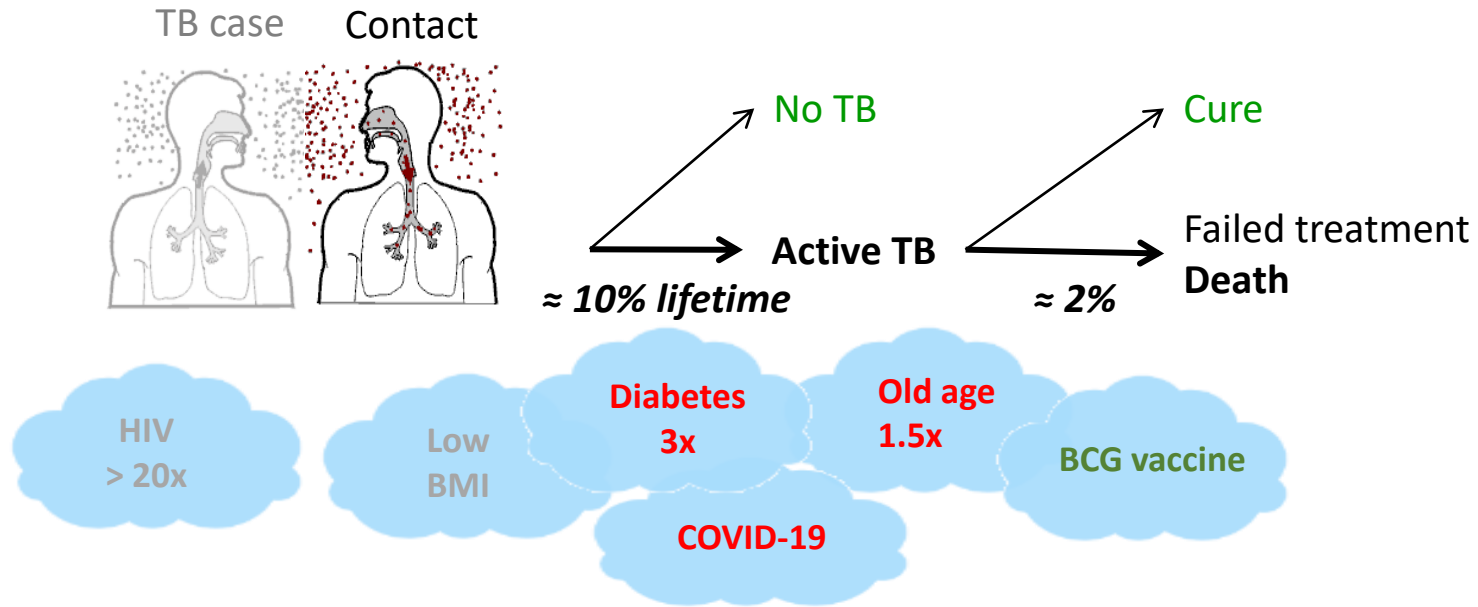 TB case
Contact
No TB
Cure
Active TB
Failed treatment
Death
≈ 10% lifetime
≈ 2%
HIV
> 20x
Low
BMI
Diabetes
3x
Old age
1.5x
BCG vaccine
COVID-19